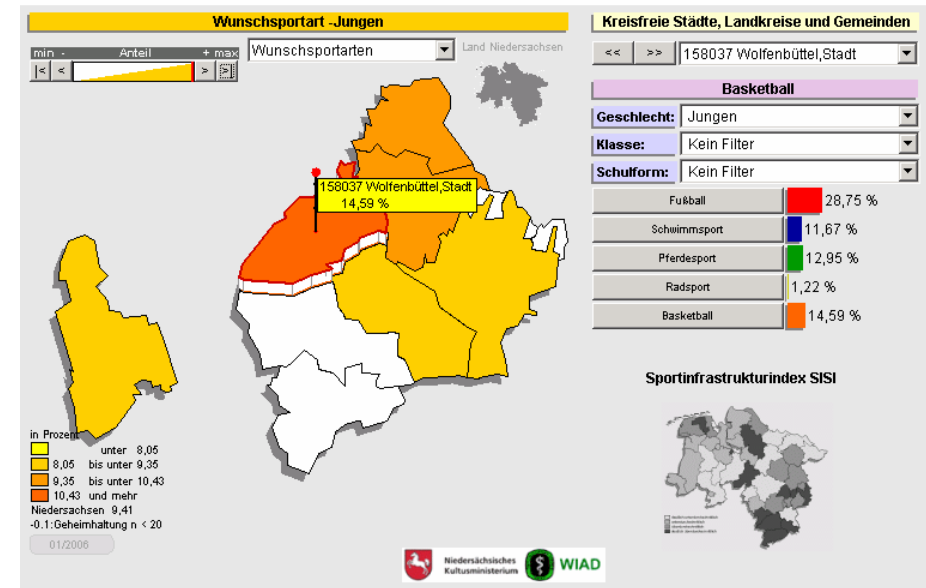 Wunschsportart -Jungen
min -
Anteil
+ max
|<
<
>
>|
Wunschsportarten
Land Niedersachsen
158037 Wolfenbüttel,Stadt
14,59 %
in Prozent
unter 8,05
8,05 bis unter 9,35
9,35 bis unter 10,43
10,43 und mehr
Niedersachsen 9,41
-0.1:Geheimhaltung n < 20
01/2006
Kreisfreie Städte, Landkreise und Gemeinden
<<
>>
158037 Wolfenbüttel,Stadt
Basketball
Geschlecht: Jungen
Klasse: Kein Filter
Schulform: Kein Filter
Fußball 28,75 %
Schwimmsport 11,67 %
Pferdesport 12,95 %
Radsport 1,22 %
Basketball 14,59 %
Sportinfrastrukturindex SISI
Niedersächsisches
Kultusministerium
WIAD